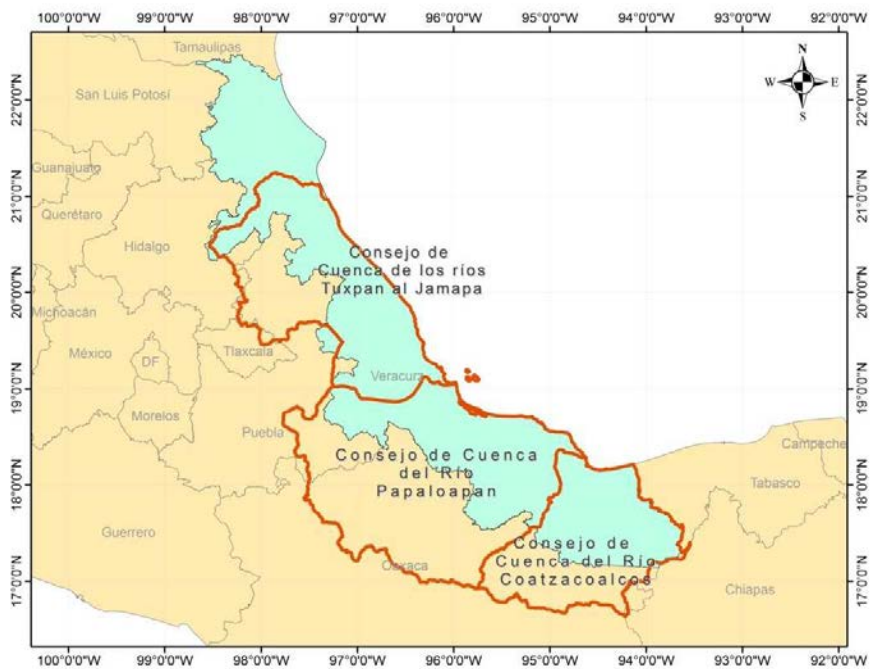 100°0'0"W 99°0'0"W 98°0'0"W 97°0'0"W 96°0'0"W 95°0'0"W 94°0'0"W 93°0'0"W 92°0'0"W
Tamaulipas
N
W E
S
22°0'0"N 22°0'0"N
San Luis Potosí
21°0'0"N 21°0'0"N
Guanajuato
Querétaro
Hidalgo
Consejo de
Cuenca de los ríos
Tuxpan al Jamapa
20°0'0"N 20°0'0"N
Michoacán
México
DF
Tlaxcala
Veracurz
19°0'0"N 19°0'0"N
Morelos
Puebla
Campeche
Consejo de Cuenca
del Río
Papaloapan
18°0'0"N 18°0'0"N
Tabasco
Guerrero
Consejo de
Cuenca del Río
Coatzacoalcos
Oaxaca
17°0'0"N 17°0'0"N
Chiapas
100°0'0"W 99°0'0"W 98°0'0"W 97°0'0"W 96°0'0"W 95°0'0"W 94°0'0"W 93°0'0"W 92°0'0"W